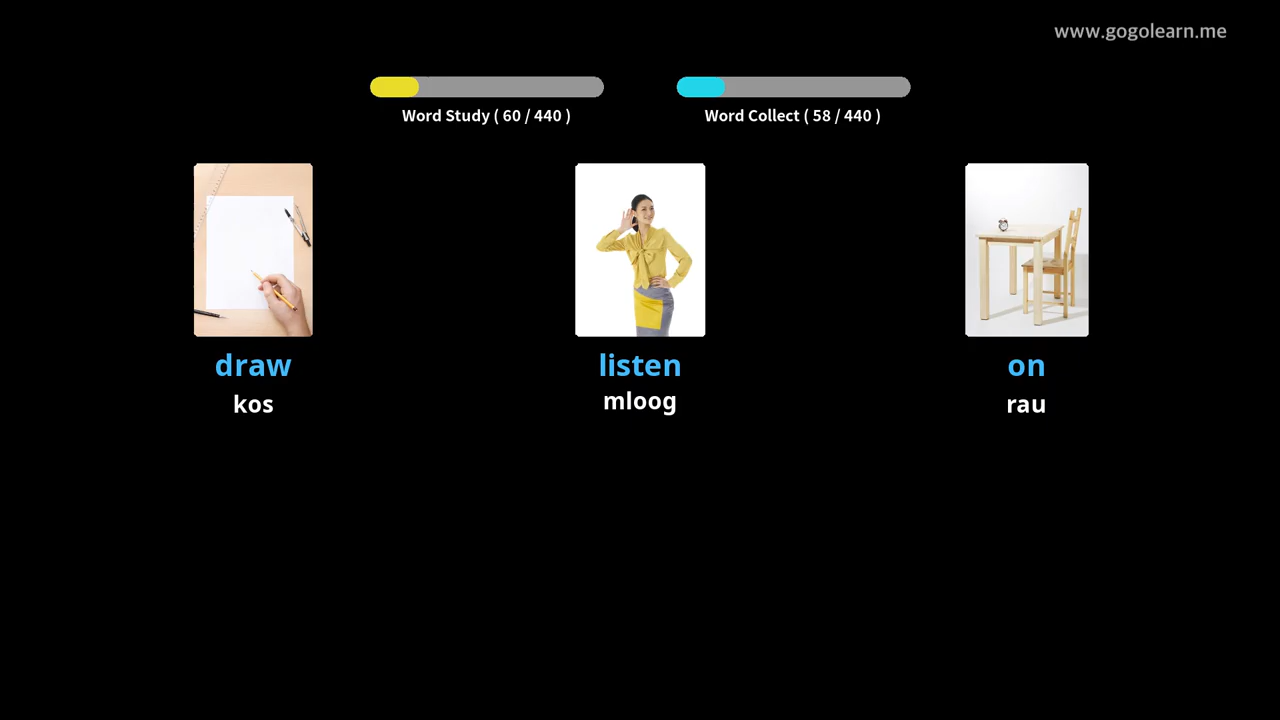 www.gogolearn.me
Word Study ( 60 / 440 )
Word Collect ( 58 / 440 )
draw
kos
listen
mloog
on
rau